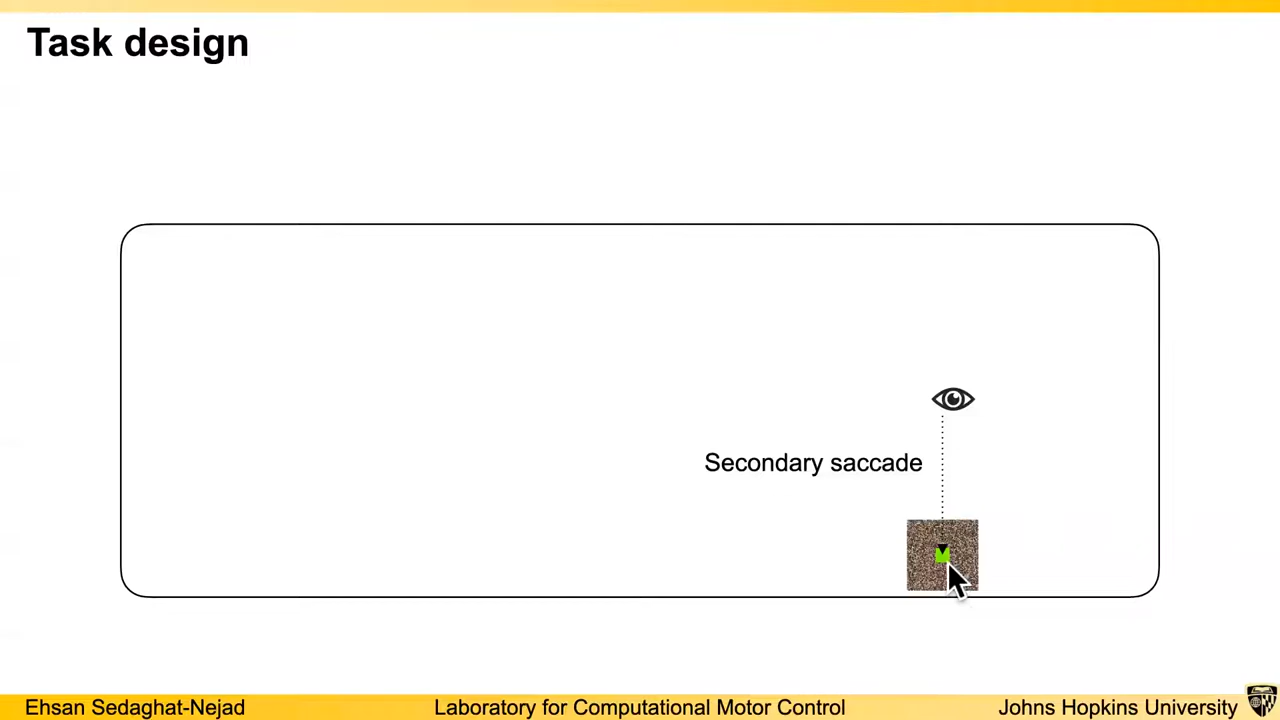 Task design
Secondary saccade
Ehsan Sedaghat-Nejad
Laboratory for Computational Motor Control
Johns Hopkins University